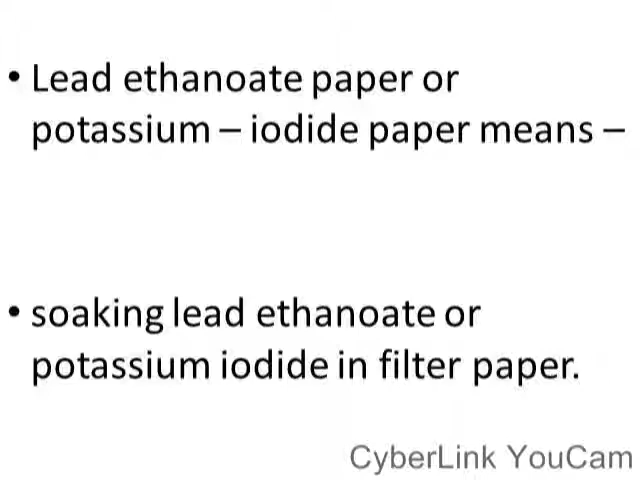 • Lead ethanoate paper or
potassium – iodide paper means –
• soaking lead ethanoate or
potassium iodide in filter paper.
CyberLink YouCam